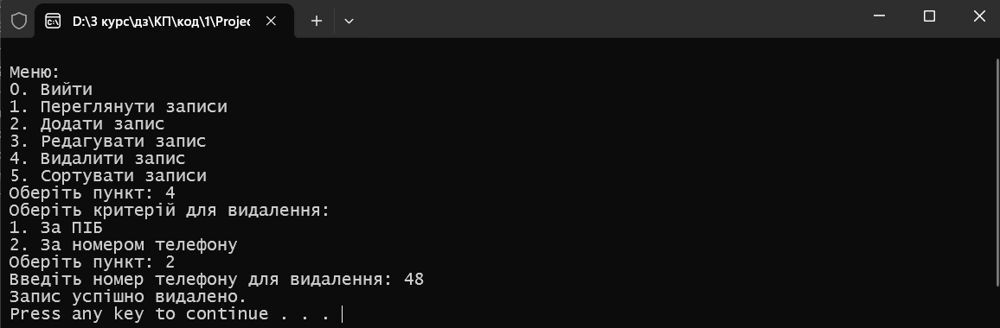 D:\3 курс\дз\КП\код\1\Projec
Меню:
0. Вийти
1. Переглянути записи
2. Додати запис
3. Редагувати запис
4. Видалити запис
5. Сортувати записи
Оберіть пункт: 4
Оберіть критерій для видалення:
1. За ПІБ
2. За номером телефону
Оберіть пункт: 2
Введіть номер телефону для видалення: 48
Запис успішно видалено.
Press any key to continue . . .